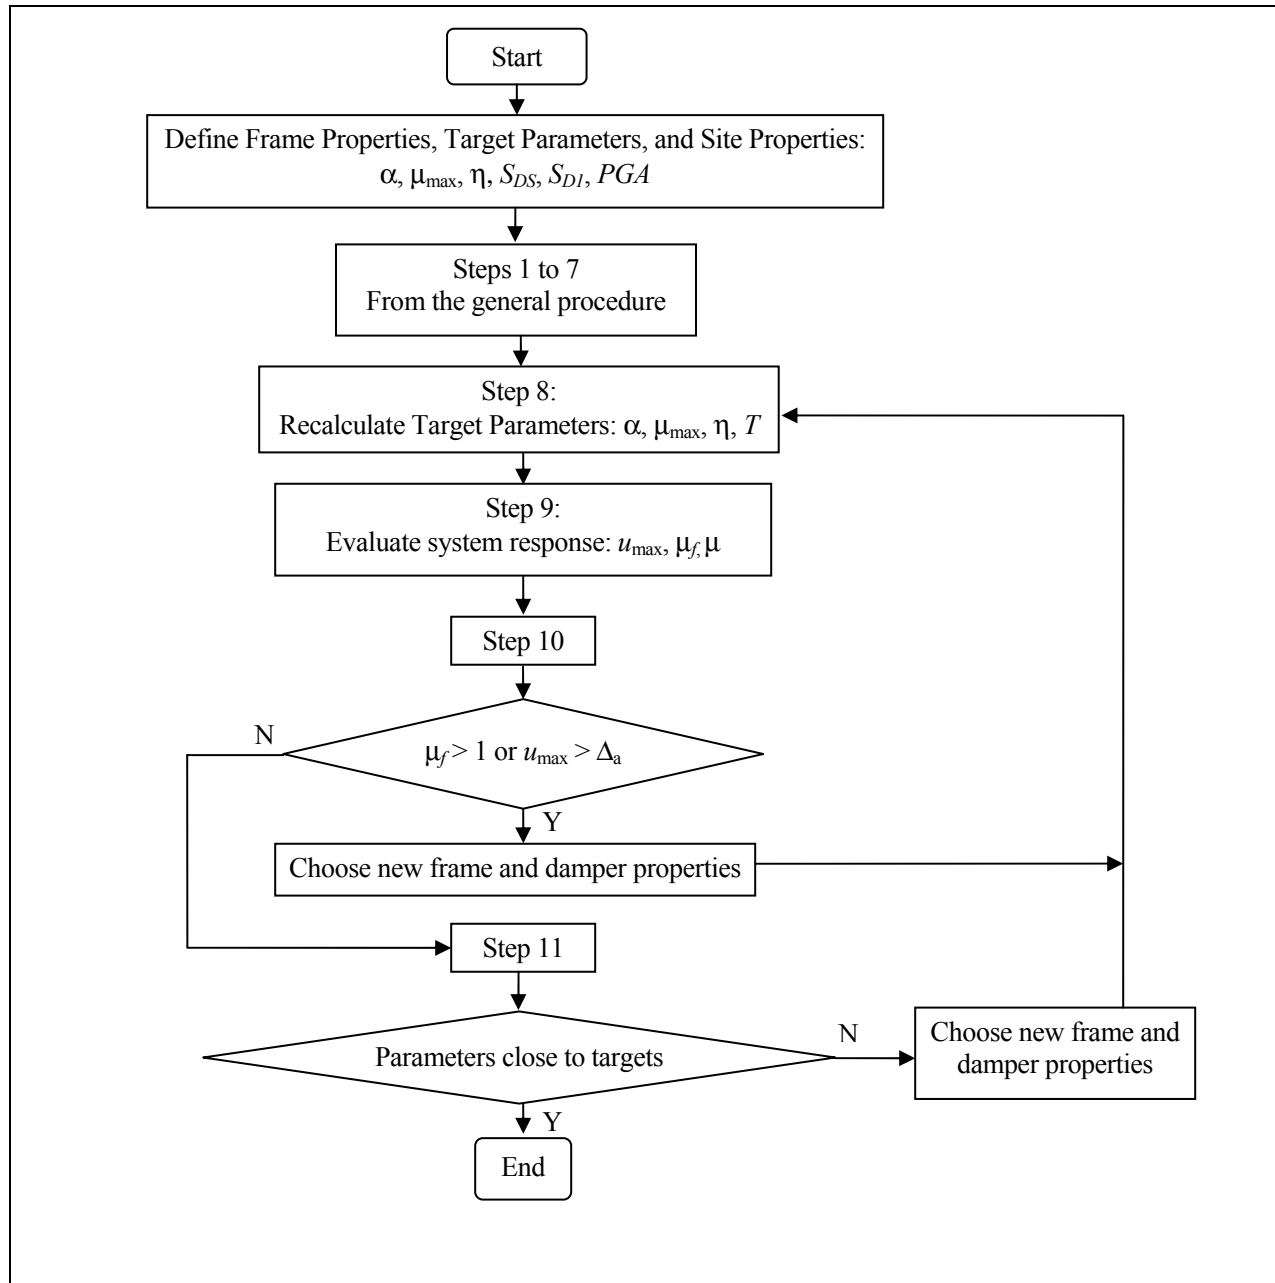 Start
Define Frame Properties, Target Parameters, and Site Properties:
α, μmax, η, SDS, SD1, PGA
Steps 1 to 7
From the general procedure
Step 8:
Recalculate Target Parameters: α, μmax, η, T
Step 9:
Evaluate system response: umax, μf, μ
Step 10
N
μf > 1 or umax > Δa
Y
Choose new frame and damper properties
Step 11
N
Parameters close to targets
Choose new frame and
damper properties
Y
End